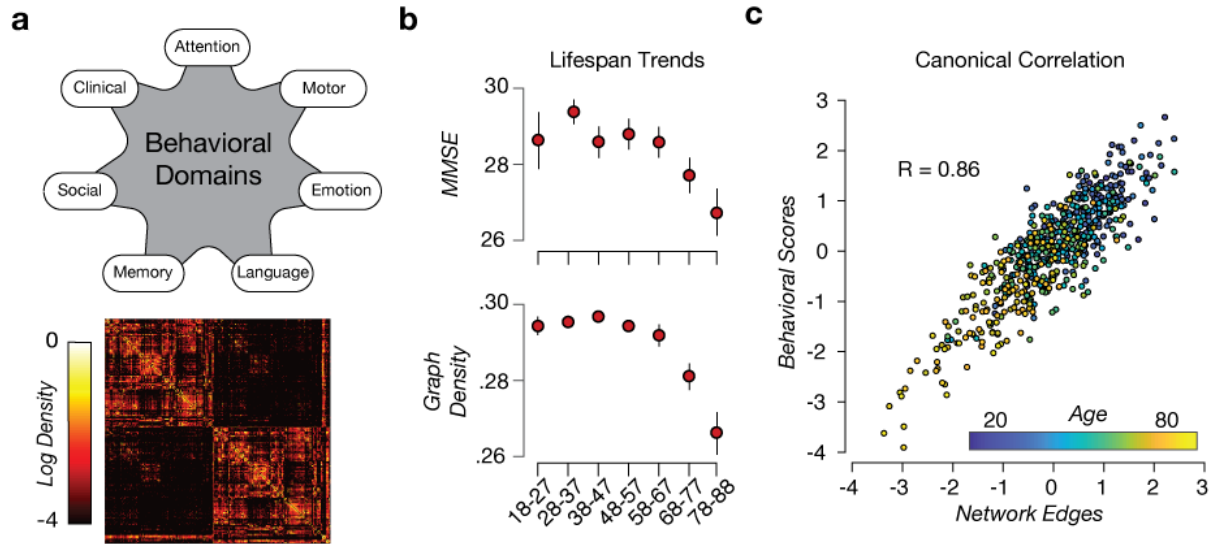 a
Attention
Clinical
Motor
Behavioral
Domains
Social
Emotion
Memory
Language
0
Log Density
-4
b
Lifespan Trends
30
MMSE
28
26
.30
Graph
Density
.28
.26
18-27
28-37
38-47
48-57
58-67
68-77
78-88
c
Canonical Correlation
3
2
R = 0.86
1
0
Behavioral Scores
-1
-2
-3
20
Age
80
-4
-4
-3
-2
-1
0
1
2
3
Network Edges